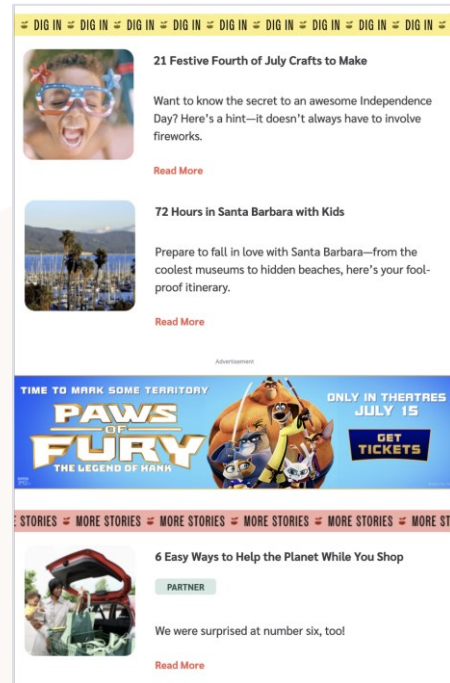 DIG IN DIG IN DIG IN DIG IN DIG IN DIG IN DIG IN DIG IN DIG IN
21 Festive Fourth of July Crafts to Make
Want to know the secret to an awesome Independence
Day? Here's a hint—it doesn't always have to involve
fireworks.
Read More
72 Hours in Santa Barbara with Kids
Prepare to fall in love with Santa Barbara—from the
coolest museums to hidden beaches, here's your fool-
proof itinerary.
Read More
Advertisement
TIME TO MARK SOME TERRITORY
PAWS
OF
FURY
THE LEGEND OF HANK
ONLY IN THEATRES
JULY 15
GET
TICKETS
E STORIES MORE STORIES MORE STORIES MORE STORIES MORE STORIES MORE ST
6 Easy Ways to Help the Planet While You Shop
PARTNER
We were surprised at number six, too!
Read More